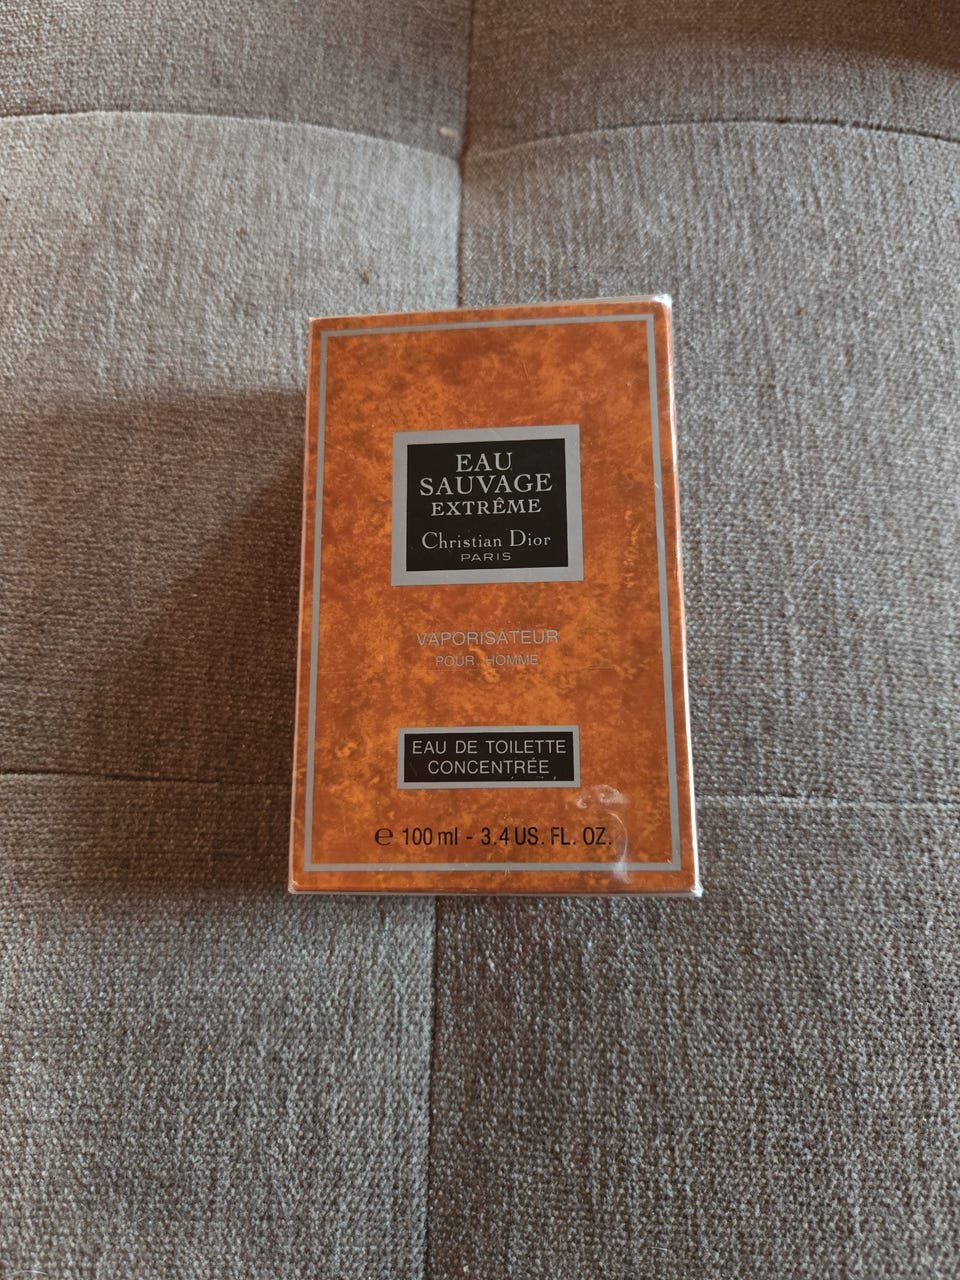 EAU
SAUVAGE
EXTRÊME
Christian Dior
PARIS
VAPORISATEUR
POUR HOMME
EAU DE TOILETTE
CONCENTRÉE
℮ 100 ml - 3.4 US. FL. OZ.